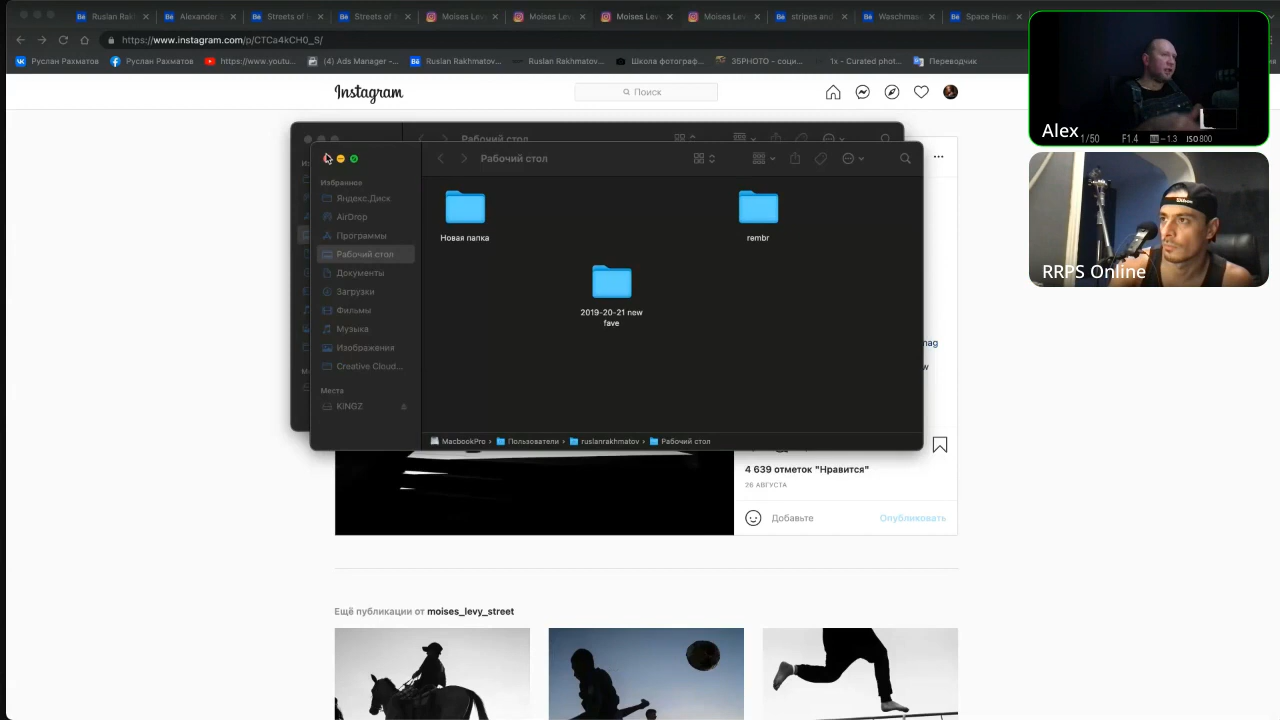 Ruslan Rak
Alexander
Streets of
Streets of
Moises Lev
Moises Lev
Moises Lev
Moises Lev
stripes and
Waschmas
Space Head
https://www.instagram.com/p/CTCa4kCH0_S/
Руслан Рахматов
Руслан Рахматов
https://www.youtu...
(4) Ads Manager –...
Ruslan Rakhmatov...
Ruslan Rakhmatov...
Школа фотограф...
35PHOTO - соци...
1x - Curated phot...
Переводчик
Instagram
Поиск
Рабочий стол
Рабочий стол
Избранное
Яндекс.Диск
AirDrop
Программы
Рабочий стол
Документы
Загрузки
Фильмы
Музыка
Изображения
Creative Cloud...
Места
KINGZ
Новая папка
rembr
2019-20-21 new
fave
MacbookPro
Пользователи
ruslanrakhmatov
Рабочий стол
mag
4 639 отметок "Нравится"
26 АВГУСТА
Добавьте
Опубликовать
Ещё публикации от moises_levy_street
Alex
1/50 F1.4 –1.3 ISO 800
Wilson
RRPS Online